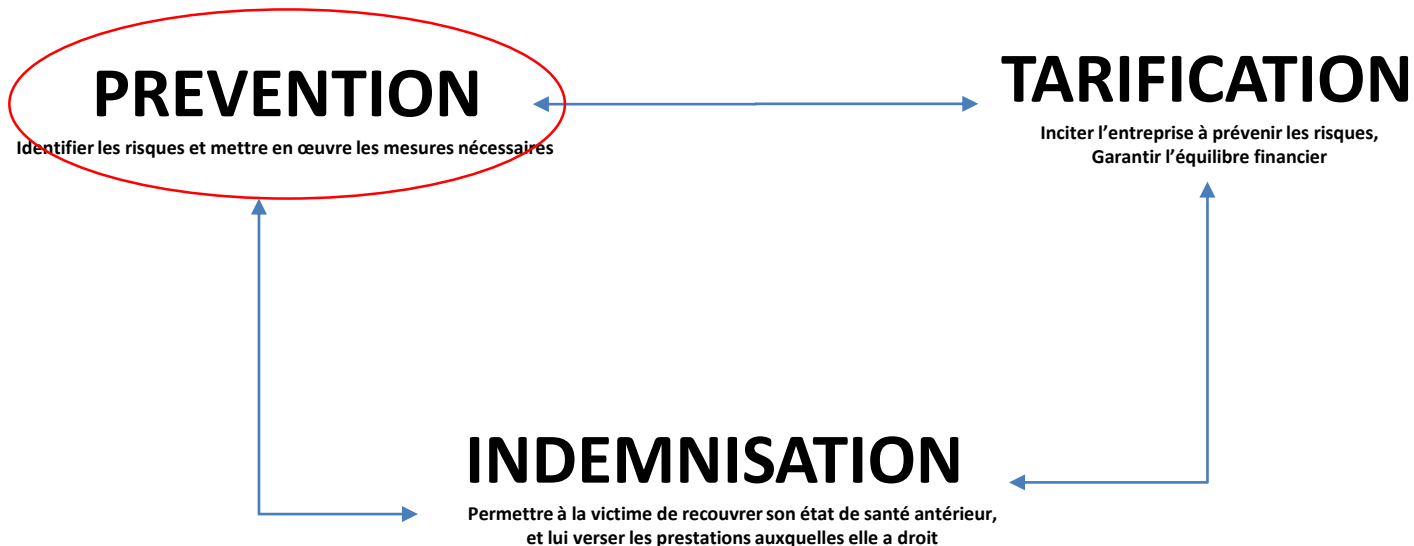 PREVENTION
Identifier les risques et mettre en œuvre les mesures nécessaires
TARIFICATION
Inciter l’entreprise à prévenir les risques,
Garantir l’équilibre financier
INDEMNISATION
Permettre à la victime de recouvrer son état de santé antérieur,
et lui verser les prestations auxquelles elle a droit